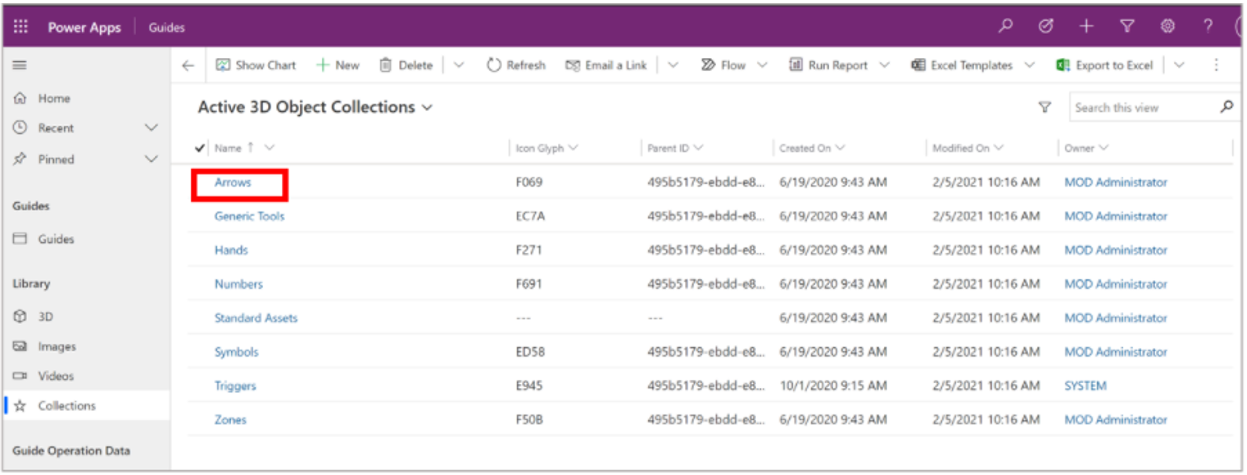 Power Apps Guides ?
Show Chart New Delete Refresh Email a Link Flow Run Report Excel Templates Export to Excel
Home
Recent
Pinned
Guides
Guides
Library
3D
Images
Videos
Collections
Guide Operation Data
Active 3D Object Collections Search this view
Name ↑ Icon Glyph Parent ID Created On Modified On Owner
Arrows F069 495b5179-ebdd-e8... 6/19/2020 9:43 AM 2/5/2021 10:16 AM MOD Administrator
Generic Tools EC7A 495b5179-ebdd-e8... 6/19/2020 9:43 AM 2/5/2021 10:16 AM MOD Administrator
Hands F271 495b5179-ebdd-e8... 6/19/2020 9:43 AM 2/5/2021 10:16 AM MOD Administrator
Numbers F691 495b5179-ebdd-e8... 6/19/2020 9:43 AM 2/5/2021 10:16 AM MOD Administrator
Standard Assets --- --- 6/19/2020 9:43 AM 2/5/2021 10:16 AM MOD Administrator
Symbols ED58 495b5179-ebdd-e8... 6/19/2020 9:43 AM 2/5/2021 10:16 AM MOD Administrator
Triggers E945 495b5179-ebdd-e8... 10/1/2020 9:15 AM 2/5/2021 10:16 AM SYSTEM
Zones F50B 495b5179-ebdd-e8... 6/19/2020 9:43 AM 2/5/2021 10:16 AM MOD Administrator